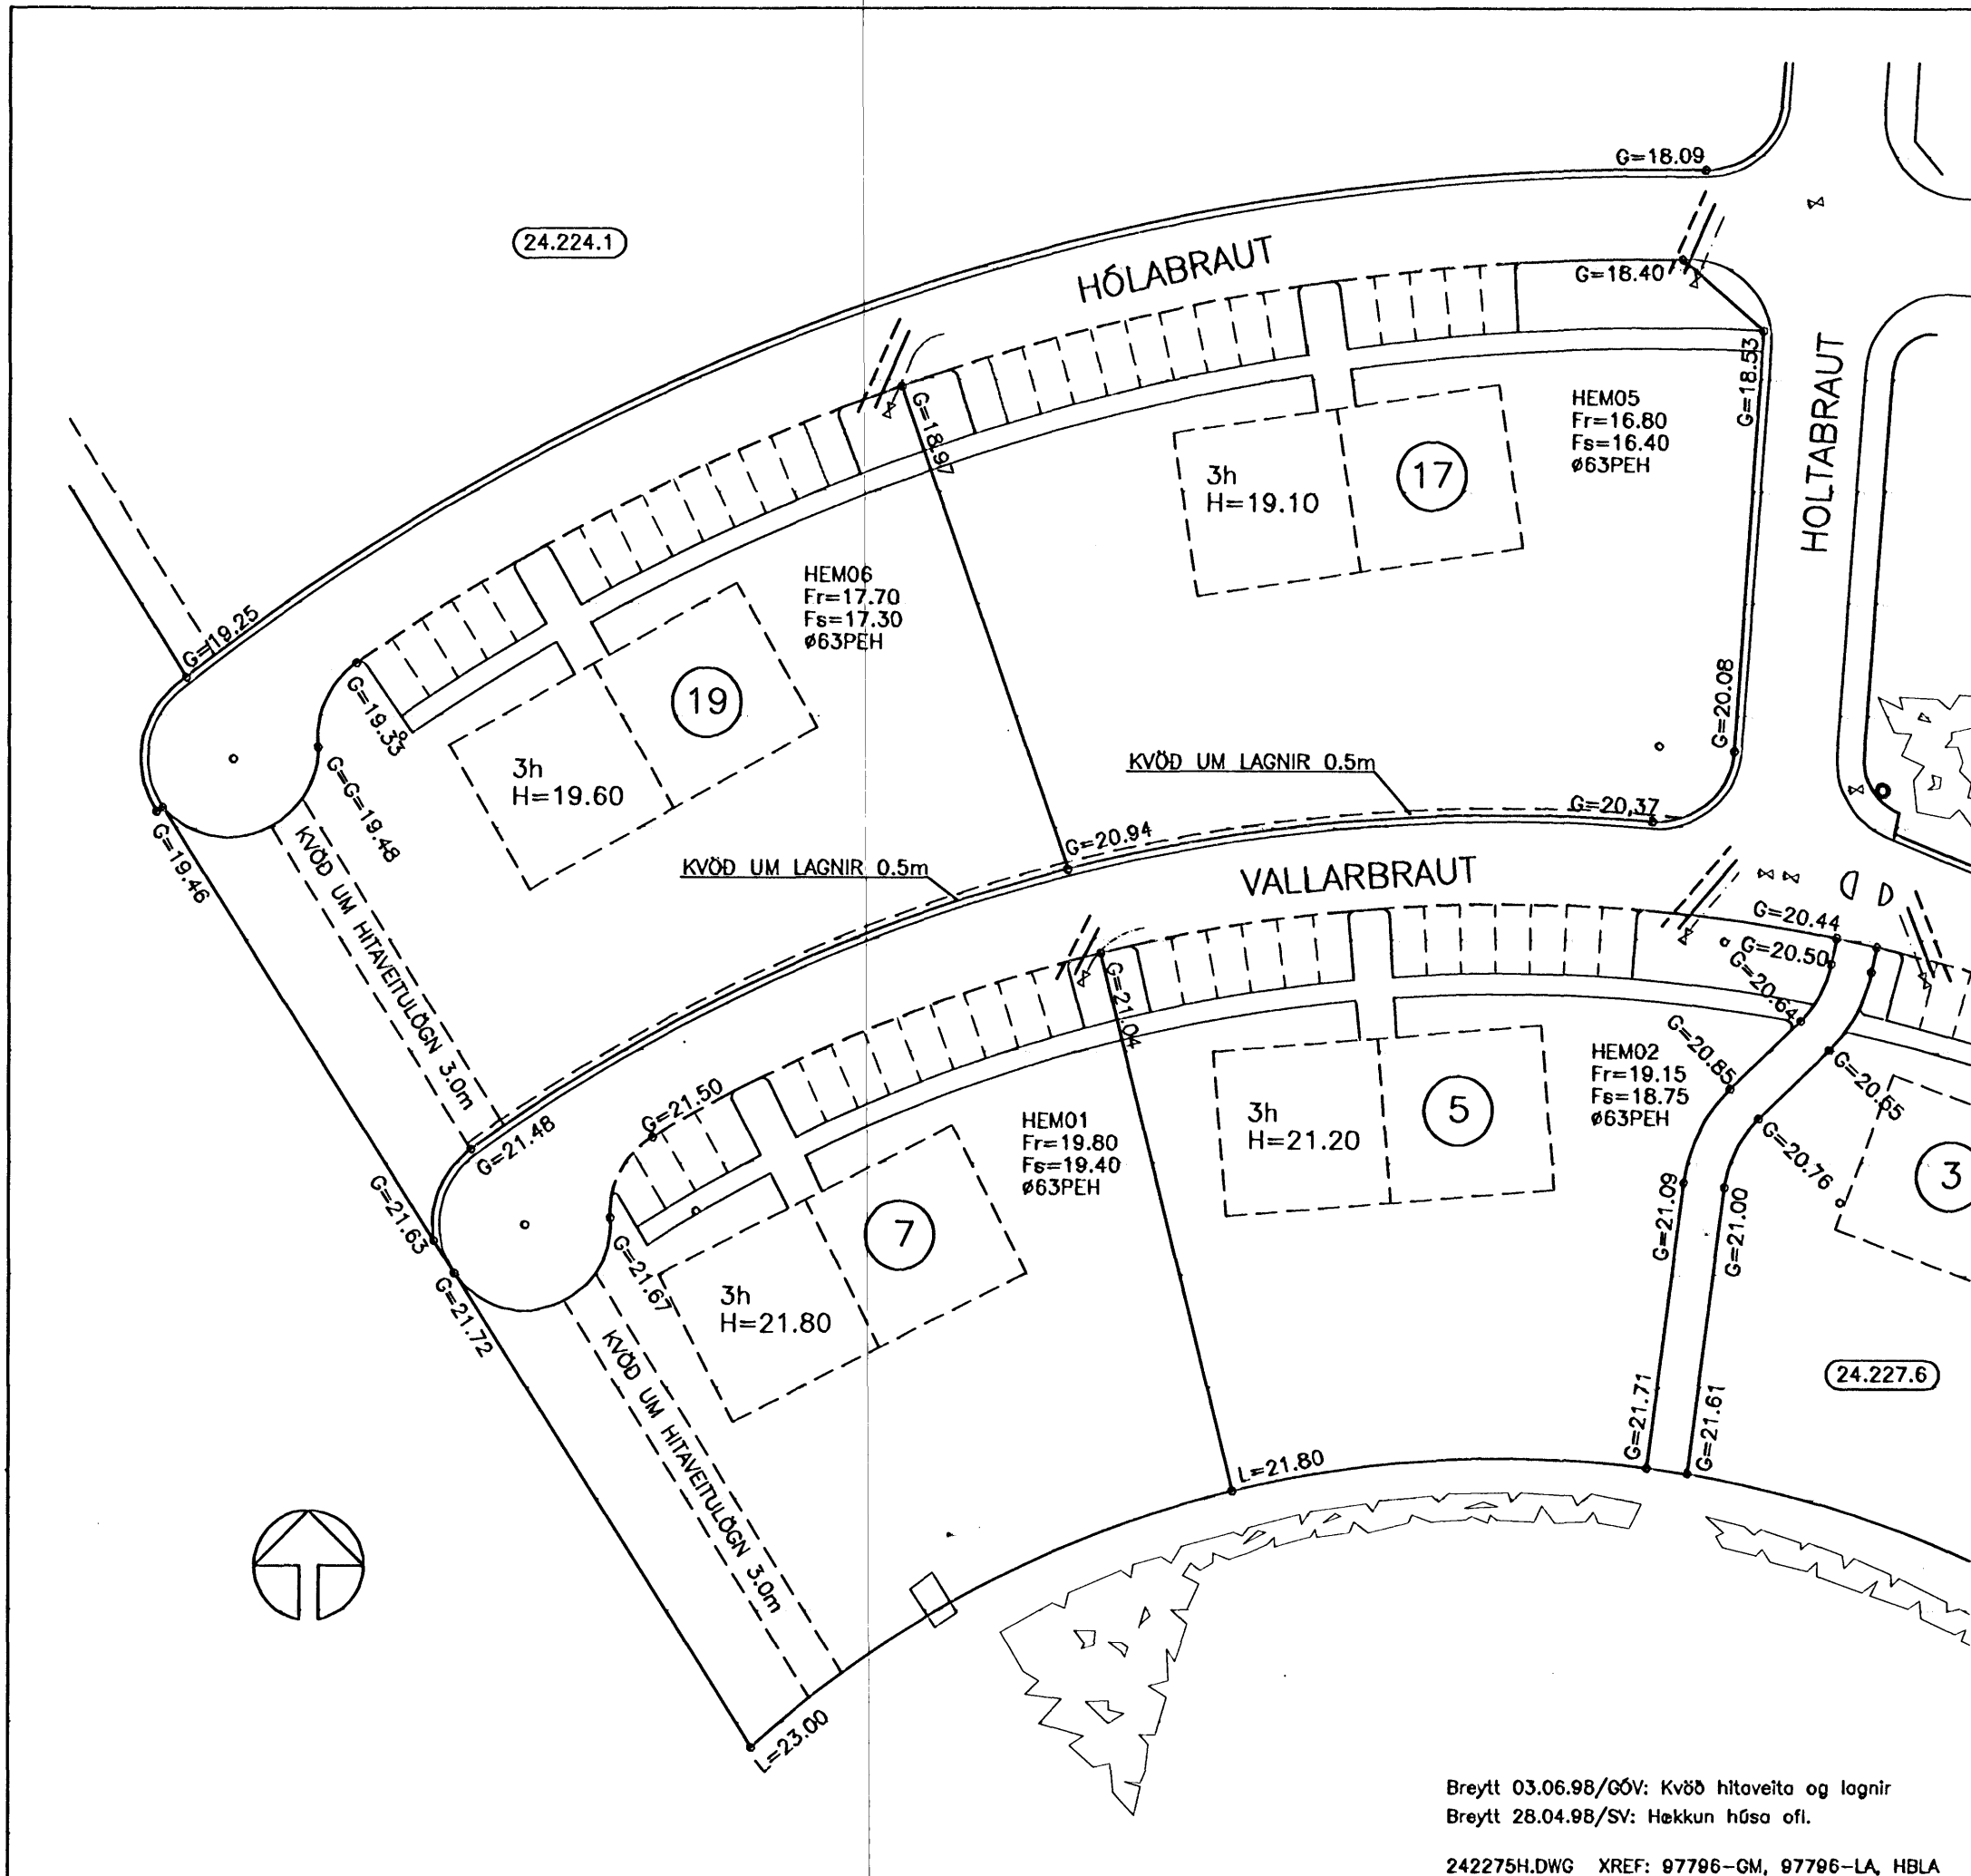 G=18.09
24.224.1
HÓLABRAUT
G=18.40
G=18.53
HOLTABRAUT
G=18.97
HEM05
Fr=16.80
Fs=16.40
ø63PEH
17
3h
H=19.10
HEM06
Fr=17.70
Fs=17.30
ø63PEH
G=19.25
G=19.33
19
3h
H=19.60
G=G=19.48
G=19.46
KVÖÐ UM HITAVEITULÖGN 3.0m
G=20.08
KVÖÐ UM LAGNIR 0.5m
G=20.37
G=20.94
KVÖÐ UM LAGNIR 0.5m
VALLARBRAUT
G=20.44
G=20.50
G=20.64
G=20.85
G=21.04
HEM02
Fr=19.15
Fs=18.75
ø63PEH
G=20.65
G=20.76
3
5
3h
H=21.20
G=21.50
G=21.48
HEM01
Fr=19.80
Fs=19.40
ø63PEH
G=21.63
G=21.09
G=21.00
7
G=21.67
3h
H=21.80
G=21.72
KVÖÐ UM HITAVEITULÖGN 3.0m
24.227.6
G=21.71
G=21.61
L=21.80
L=23.00
Breytt 03.06.98/GÓV: Kvöð hitaveita og lagnir
Breytt 28.04.98/SV: Hækkun húsa ofl.
242275H.DWG XREF: 97796-GM, 97796-LA, HBLA